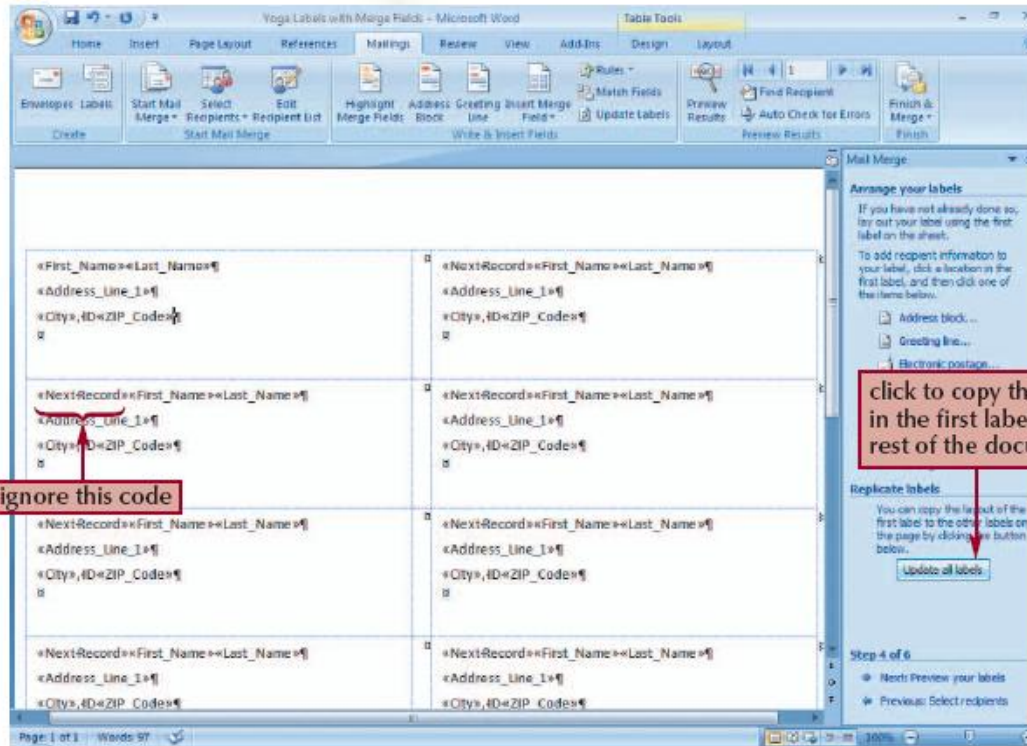 Yoga Labels with Merge Fields - Microsoft Word
Table Tools
Home Insert Page Layout References Mailings Review View Add-Ins Design Layout
Envelopes Labels Start Mail Merge Select Recipients Edit Recipient List Highlight Merge Fields Address Block Greeting Line Insert Merge Field Rules Match Fields Update Labels Preview Results 1 Find Recipient Auto Check for Errors Finish & Merge
Create Start Mail Merge Write & Insert Fields Preview Results Finish
Mail Merge
Arrange your labels
If you have not already done so,
lay out your label using the first
label on the sheet.
To add recipient information to
your label, click a location in the
first label, and then click one of
the items below.
Address block...
Greeting line...
Electronic postage...
«First_Name»«Last_Name»¶
«Address_Line_1»¶
«City»,·ID«ZIP_Code»¶
«Next·Record»«First_Name»«Last_Name»¶
«Address_Line_1»¶
«City»,·ID«ZIP_Code»¶
«Next·Record»«First_Name»«Last_Name»¶
«Address_Line_1»¶
«City»,·ID«ZIP_Code»¶
«Next·Record»«First_Name»«Last_Name»¶
«Address_Line_1»¶
«City»,·ID«ZIP_Code»¶
ignore this code
«Next·Record»«First_Name»«Last_Name»¶
«Address_Line_1»¶
«City»,·ID«ZIP_Code»¶
«Next·Record»«First_Name»«Last_Name»¶
«Address_Line_1»¶
«City»,·ID«ZIP_Code»¶
«Next·Record»«First_Name»«Last_Name»¶
«Address_Line_1»¶
«City»,·ID«ZIP_Code»¶
«Next·Record»«First_Name»«Last_Name»¶
«Address_Line_1»¶
«City»,·ID«ZIP_Code»¶
click to copy
in the first
rest of the
Replicate labels
You can copy the layout of the
first label to the other labels on
the page by clicking the button
below.
Update all labels
Step 4 of 6
Next: Preview your labels
Previous: Select recipients
Page: 1 of 1 Words: 97 100%